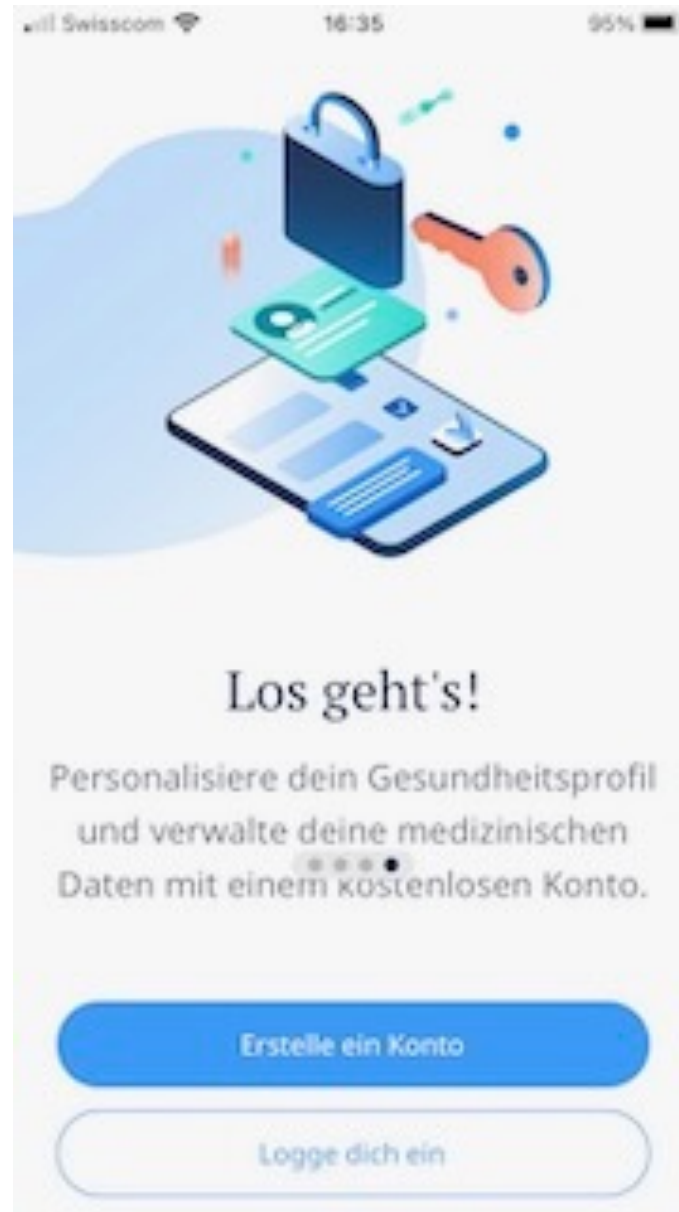 Swisscom
16:35
95%
Los geht's!
Personalisiere dein Gesundheitsprofil
und verwalte deine medizinischen
Daten mit einem kostenlosen Konto.
Erstelle ein Konto
Logge dich ein